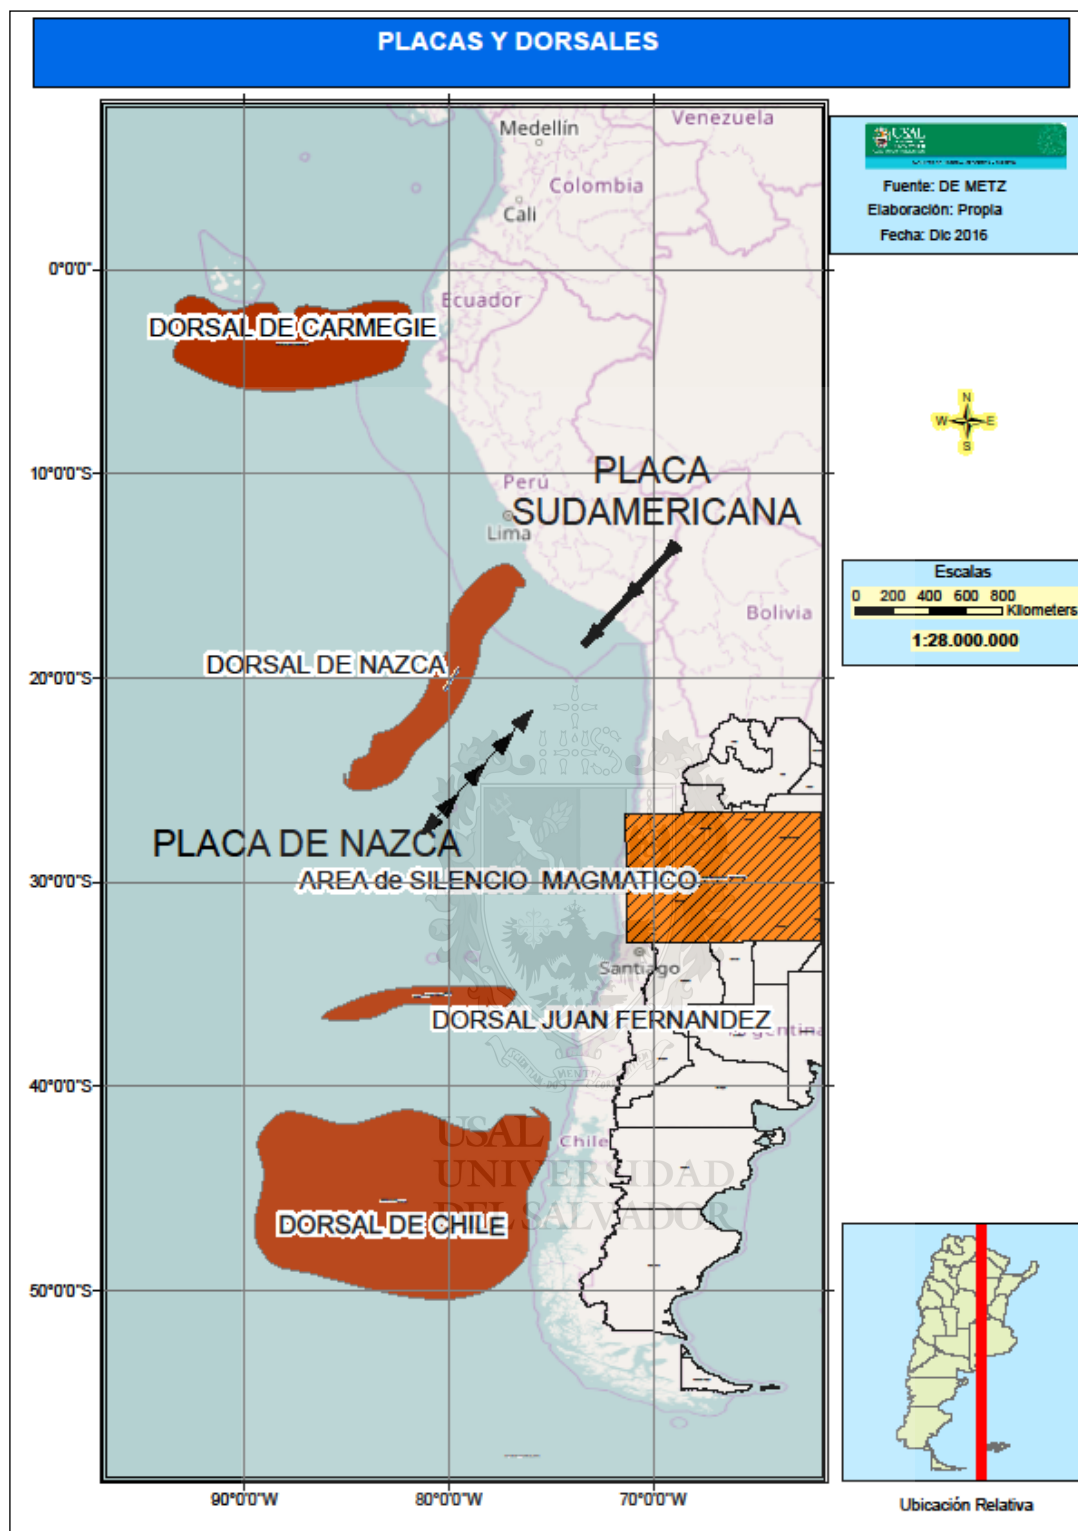 PLACAS Y DORSALES
USAL
Fuente: DE METZ
Elaboración: Propia
Fecha: Dic 2016
Medellín
Venezuela
Colombia
Cali
0°0'0"
Ecuador
DORSAL DE CARMEGIE
N
W E
S
10°0'0"S
Perú
PLACA
SUDAMERICANA
Lima
Escalas
0 200 400 600 800
Kilometers
1:28.000.000
Bolivia
DORSAL DE NAZCA
20°0'0"S
PLACA DE NAZCA
30°0'0"S
AREA de SILENCIO MAGMATICO
Santiago
DORSAL JUAN FERNANDEZ
Argentina
40°0'0"S
USAL
UNIVERSIDAD
DEL SALVADOR
Chile
DORSAL DE CHILE
50°0'0"S
90°0'0"W 80°0'0"W 70°0'0"W
Ubicación Relativa